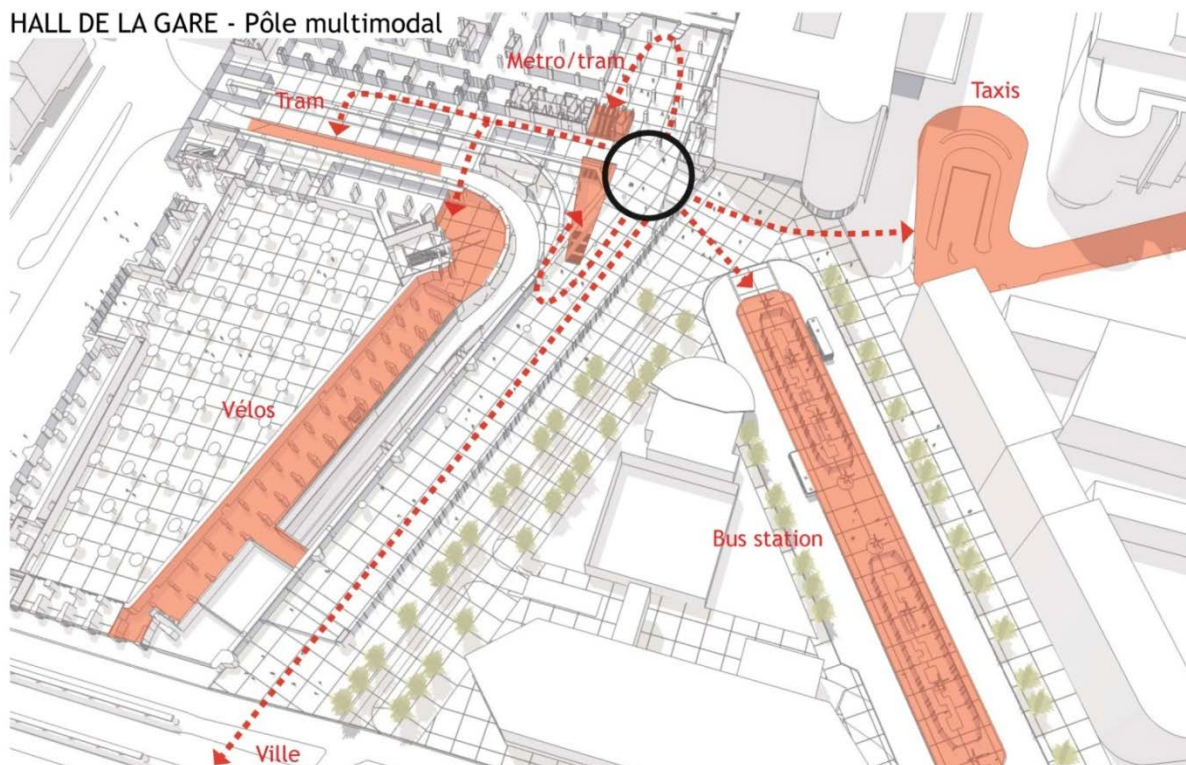 HALL DE LA GARE - Pôle multimodal
Metro/tram
Tram
Taxis
Vélos
Bus station
Ville